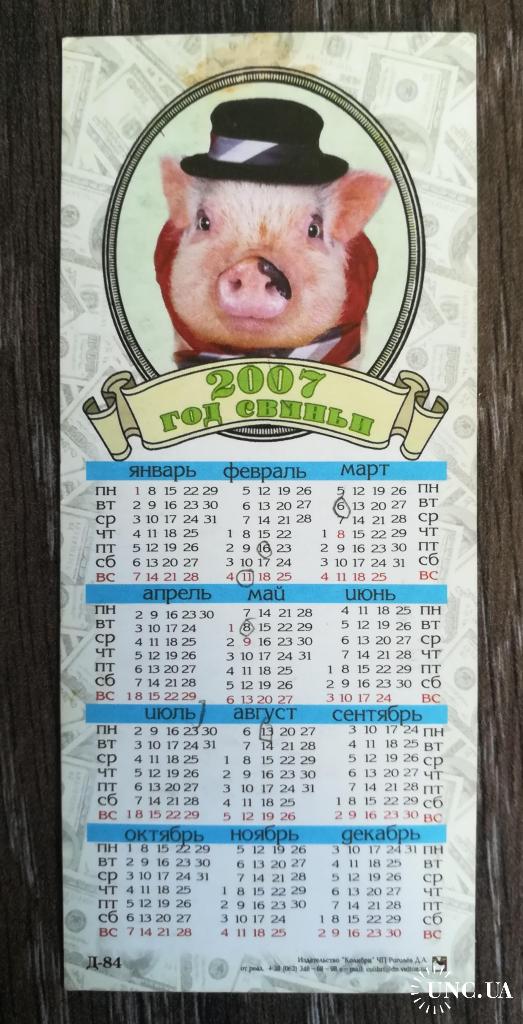 2007
ГОД СВИНЬИ
январь февраль март
ПН 1 8 15 22 29 5 12 19 26 5 12 19 26 ПН
ВТ 2 9 16 23 30 6 13 20 27 6 13 20 27 ВТ
СР 3 10 17 24 31 7 14 21 28 7 14 21 28 СР
ЧТ 4 11 18 25 1 8 15 22 1 8 15 22 29 ЧТ
ПТ 5 12 19 26 2 9 16 23 2 9 16 23 30 ПТ
СБ 6 13 20 27 3 10 17 24 3 10 17 24 31 СБ
ВС 7 14 21 28 4 11 18 25 4 11 18 25 ВС
апрель май июнь
ПН 2 9 16 23 30 7 14 21 28 4 11 18 25 ПН
ВТ 3 10 17 24 1 8 15 22 29 5 12 19 26 ВТ
СР 4 11 18 25 2 9 16 23 30 6 13 20 27 СР
ЧТ 5 12 19 26 3 10 17 24 31 7 14 21 28 ЧТ
ПТ 6 13 20 27 4 11 18 25 1 8 15 22 29 ПТ
СБ 7 14 21 28 5 12 19 26 2 9 16 23 30 СБ
ВС 1 8 15 22 29 6 13 20 27 3 10 17 24 ВС
июль август сентябрь
ПН 2 9 16 23 30 6 13 20 27 3 10 17 24 ПН
ВТ 3 10 17 24 31 7 14 21 28 4 11 18 25 ВТ
СР 4 11 18 25 1 8 15 22 29 5 12 19 26 СР
ЧТ 5 12 19 26 2 9 16 23 30 6 13 20 27 ЧТ
ПТ 6 13 20 27 3 10 17 24 31 7 14 21 28 ПТ
СБ 7 14 21 28 4 11 18 25 1 8 15 22 29 СБ
ВС 1 8 15 22 29 5 12 19 26 2 9 16 23 30 ВС
октябрь ноябрь декабрь
ПН 1 8 15 22 29 5 12 19 26 3 10 17 24 31 ПН
ВТ 2 9 16 23 30 6 13 20 27 4 11 18 25 ВТ
СР 3 10 17 24 31 7 14 21 28 5 12 19 26 СР
ЧТ 4 11 18 25 1 8 15 22 29 6 13 20 27 ЧТ
ПТ 5 12 19 26 2 9 16 23 30 7 14 21 28 ПТ
СБ 6 13 20 27 3 10 17 24 1 8 15 22 29 СБ
ВС 7 14 21 28 4 11 18 25 2 9 16 23 30 ВС
Д-84
Издательство "Колибри" ЧП Рогалёв Д.А.
от реал. +38 (062) 348-68-98 e-mail:
UNC.UA